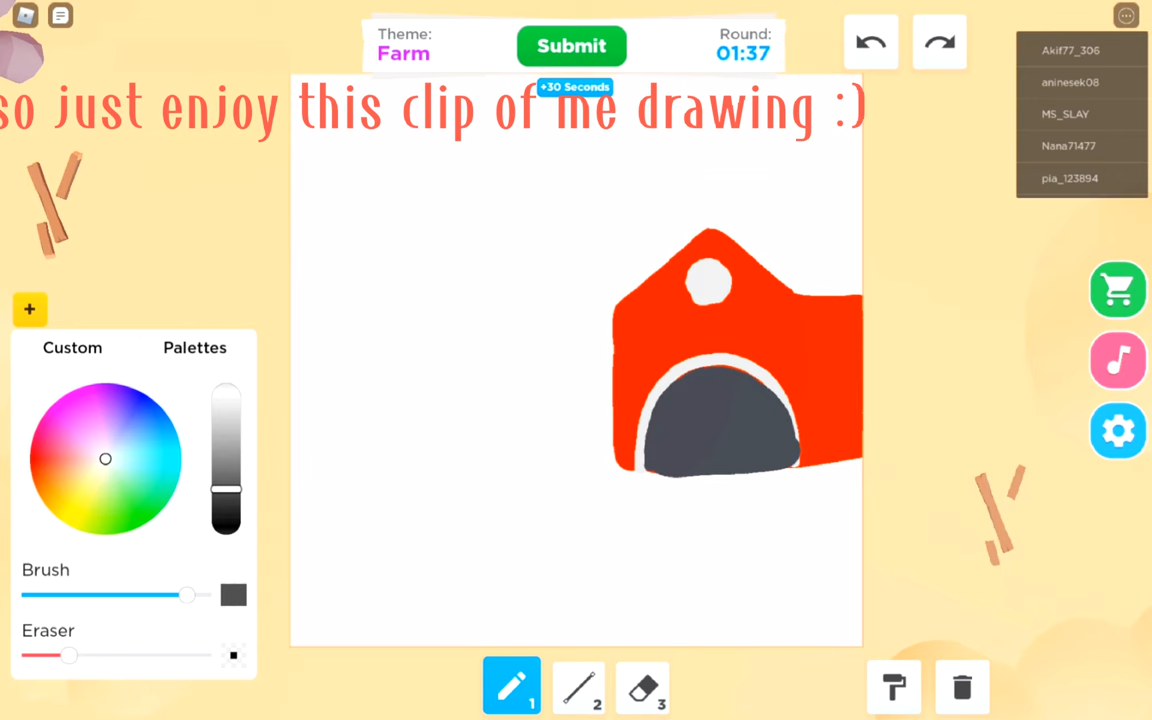 Theme:
Farm
Submit
Round:
01:37
+30 Seconds
so just enjoy this clip of me drawing :)
Akif77_306
aninesek08
MS_SLAY
Nana71477
pia_123894
+
Custom
Palettes
Brush
Eraser
1
2
3